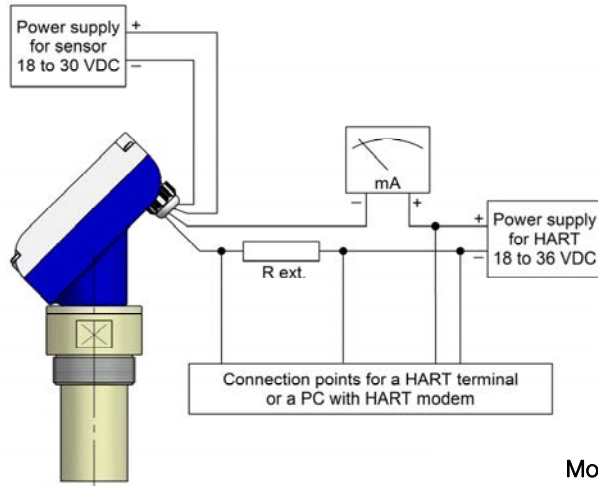 Power supply
for sensor
18 to 30 VDC
+
–
mA
–
+
+
–
Power supply
for HART
18 to 36 VDC
R ext.
Connection points for a HART terminal
or a PC with HART modem
Mo